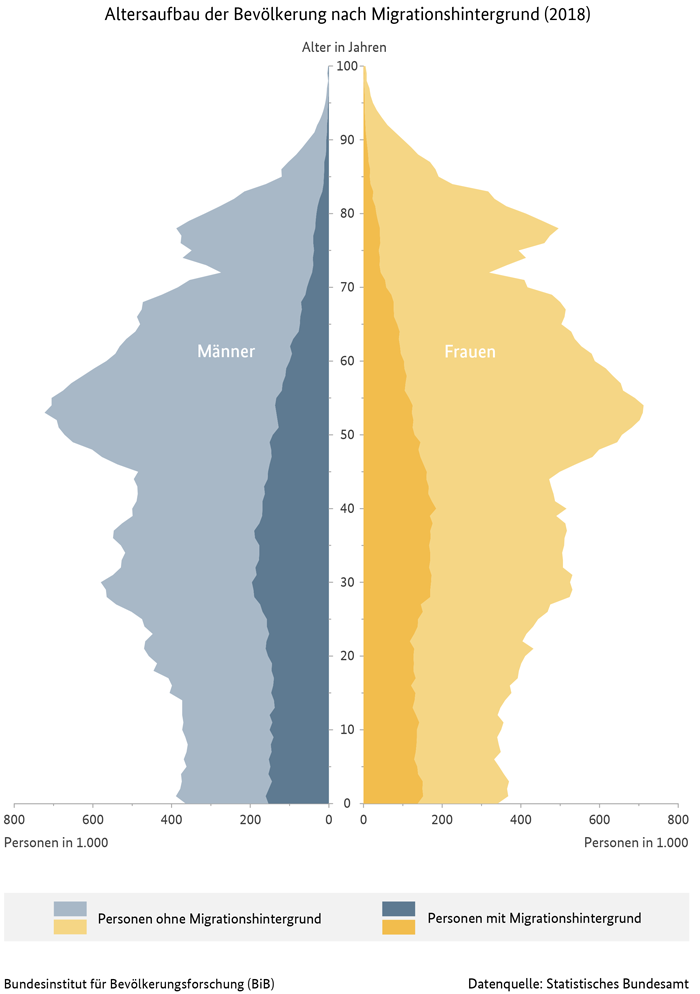 Altersaufbau der Bevölkerung nach Migrationshintergrund (2018)
Alter in Jahren
100
90
80
70
Männer
Frauen
60
50
40
30
20
10
0
800 600 400 200 0
0 200 400 600 800
Personen in 1.000
Personen in 1.000
Personen ohne Migrationshintergrund
Personen mit Migrationshintergrund
Bundesinstitut für Bevölkerungsforschung (BiB)
Datenquelle: Statistisches Bundesamt